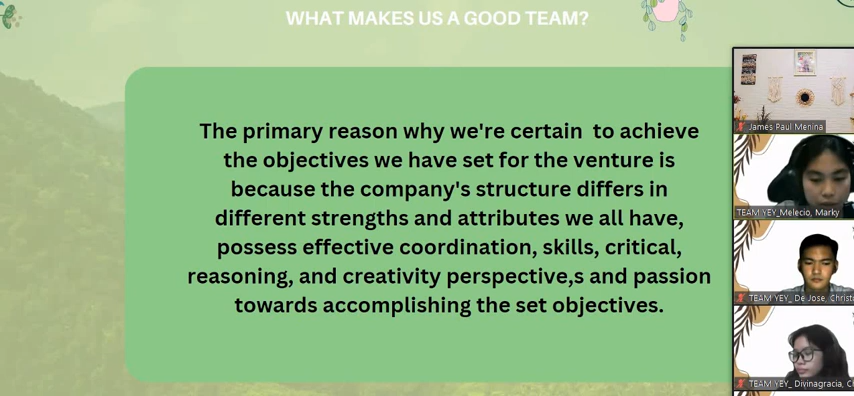 WHAT MAKES US A GOOD TEAM?
The primary reason why we're certain to achieve
the objectives we have set for the venture is
because the company's structure differs in
different strengths and attributes we all have,
possess effective coordination, skills, critical,
reasoning, and creativity perspective,s and passion
towards accomplishing the set objectives.
James Paul Menina
TEAM YEY_Melecio, Marky
TEAM YEY_ De Jose, Christ
TEAM YEY_ Divinagracia, C